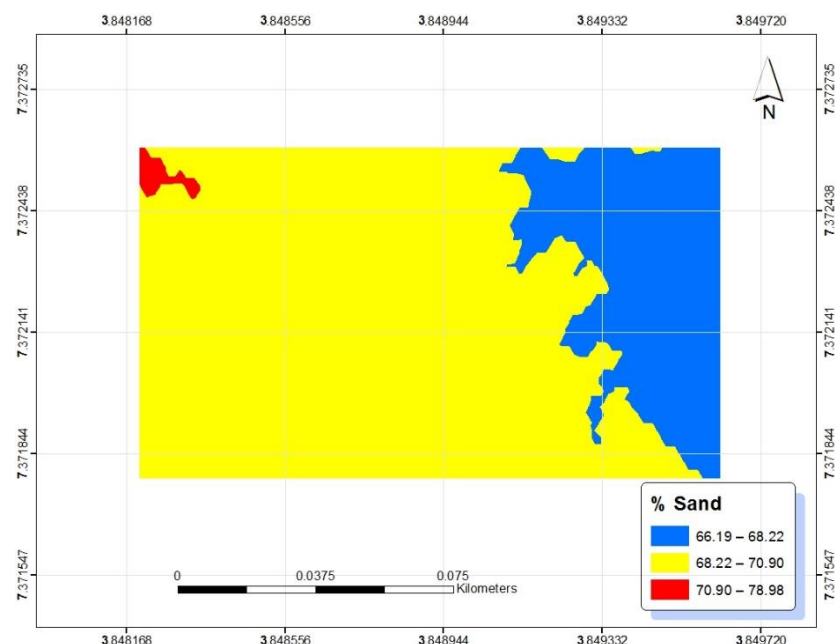 3.848168 3.848556 3.848944 3.849332 3.849720
7.372735 7.372735
N
7.372438 7.372438
7.372141 7.372141
7.371844 7.371844
% Sand
66.19 – 68.22
68.22 – 70.90
70.90 – 78.98
7.371547 7.371547
0 0.0375 0.075
Kilometers
3.848168 3.848556 3.848944 3.849332 3.849720